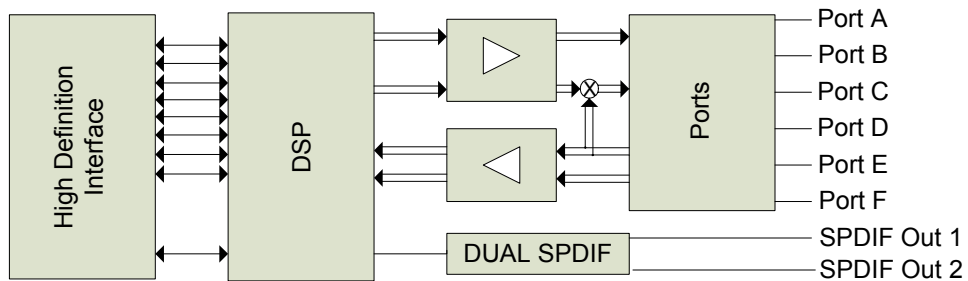 High Definition
Interface
DSP
Ports
Port A
Port B
Port C
Port D
Port E
Port F
DUAL SPDIF
SPDIF Out 1
SPDIF Out 2